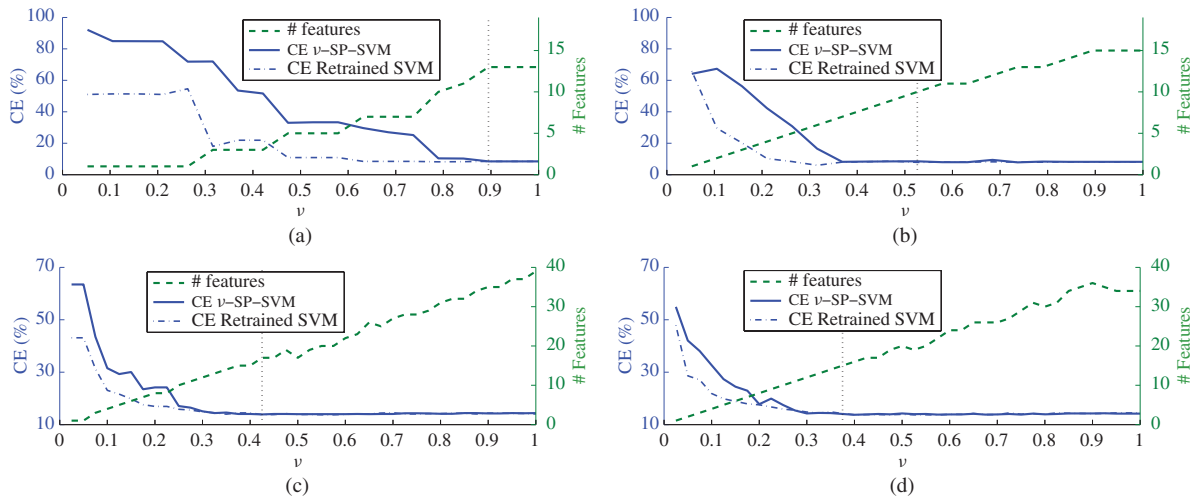 100
80
60
40
20
0
CE (%)
# features
CE ν−SP−SVM
CE Retrained SVM
15
10
5
0
# Features
0 0.1 0.2 0.3 0.4 0.5 0.6 0.7 0.8 0.9 1
ν
(a)
100
80
60
40
20
0
CE (%)
# features
CE ν−SP−SVM
CE Retrained SVM
15
10
5
0
# Features
0 0.1 0.2 0.3 0.4 0.5 0.6 0.7 0.8 0.9 1
ν
(b)
70
50
30
10
CE (%)
# features
CE ν−SP−SVM
CE Retrained SVM
40
30
20
10
0
# Features
0 0.1 0.2 0.3 0.4 0.5 0.6 0.7 0.8 0.9 1
ν
(c)
70
50
30
10
CE (%)
# features
CE ν−SP−SVM
CE Retrained SVM
40
30
20
10
0
# Features
0 0.1 0.2 0.3 0.4 0.5 0.6 0.7 0.8 0.9 1
ν
(d)